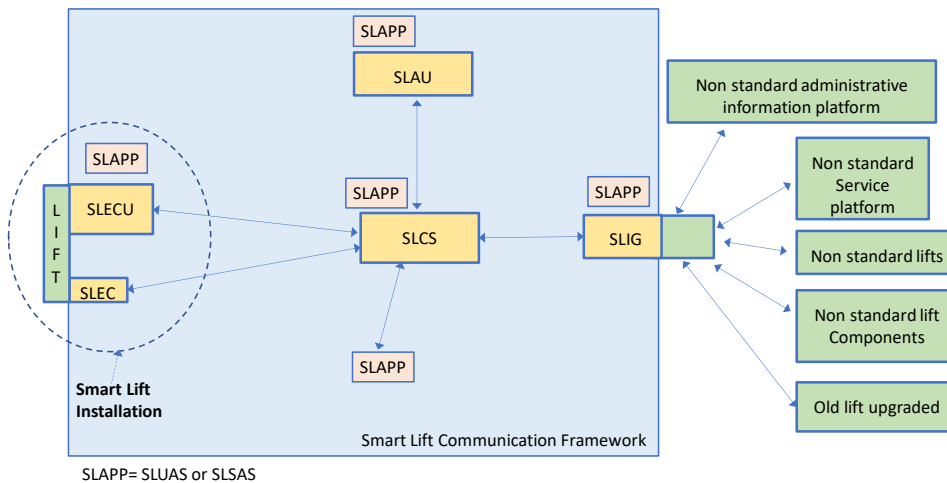 SLAPP
SLAU
Non standard administrative
information platform
SLAPP
SLAPP
SLAPP
Non standard
Service
platform
L
I
F
T
SLECU
SLCS
SLIG
Non standard lifts
SLEC
Non standard lift
Components
SLAPP
Smart Lift
Installation
Old lift upgraded
Smart Lift Communication Framework
SLAPP= SLUAS or SLSAS